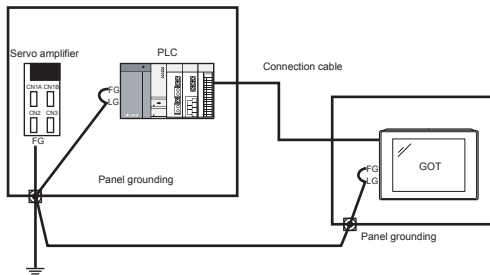 Servo amplifier
PLC
CN1A CN1B
CN2 CN3
FG
FG
LG
Connection cable
Panel grounding
FG
LG
GOT
Panel grounding